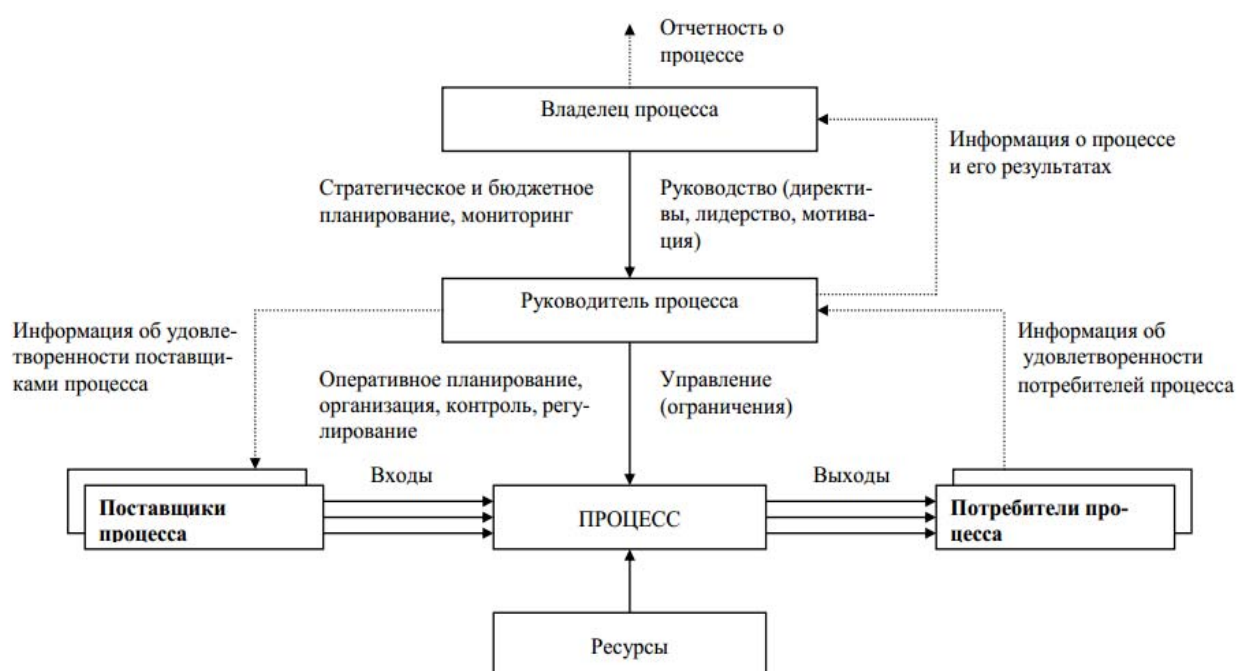 Отчетность о
процессе
Владелец процесса
Информация о процессе
и его результатах
Стратегическое и бюджетное
планирование, мониторинг
Руководство (директи-
вы, лидерство, мотива-
ция)
Руководитель процесса
Информация об удовле-
творенности поставщи-
ками процесса
Информация об
удовлетворенности
потребителей процесса
Оперативное планирование,
организация, контроль, регу-
лирование
Управление
(ограничения)
Входы
Выходы
Поставщики
процесса
ПРОЦЕСС
Потребители про-
цесса
Ресурсы